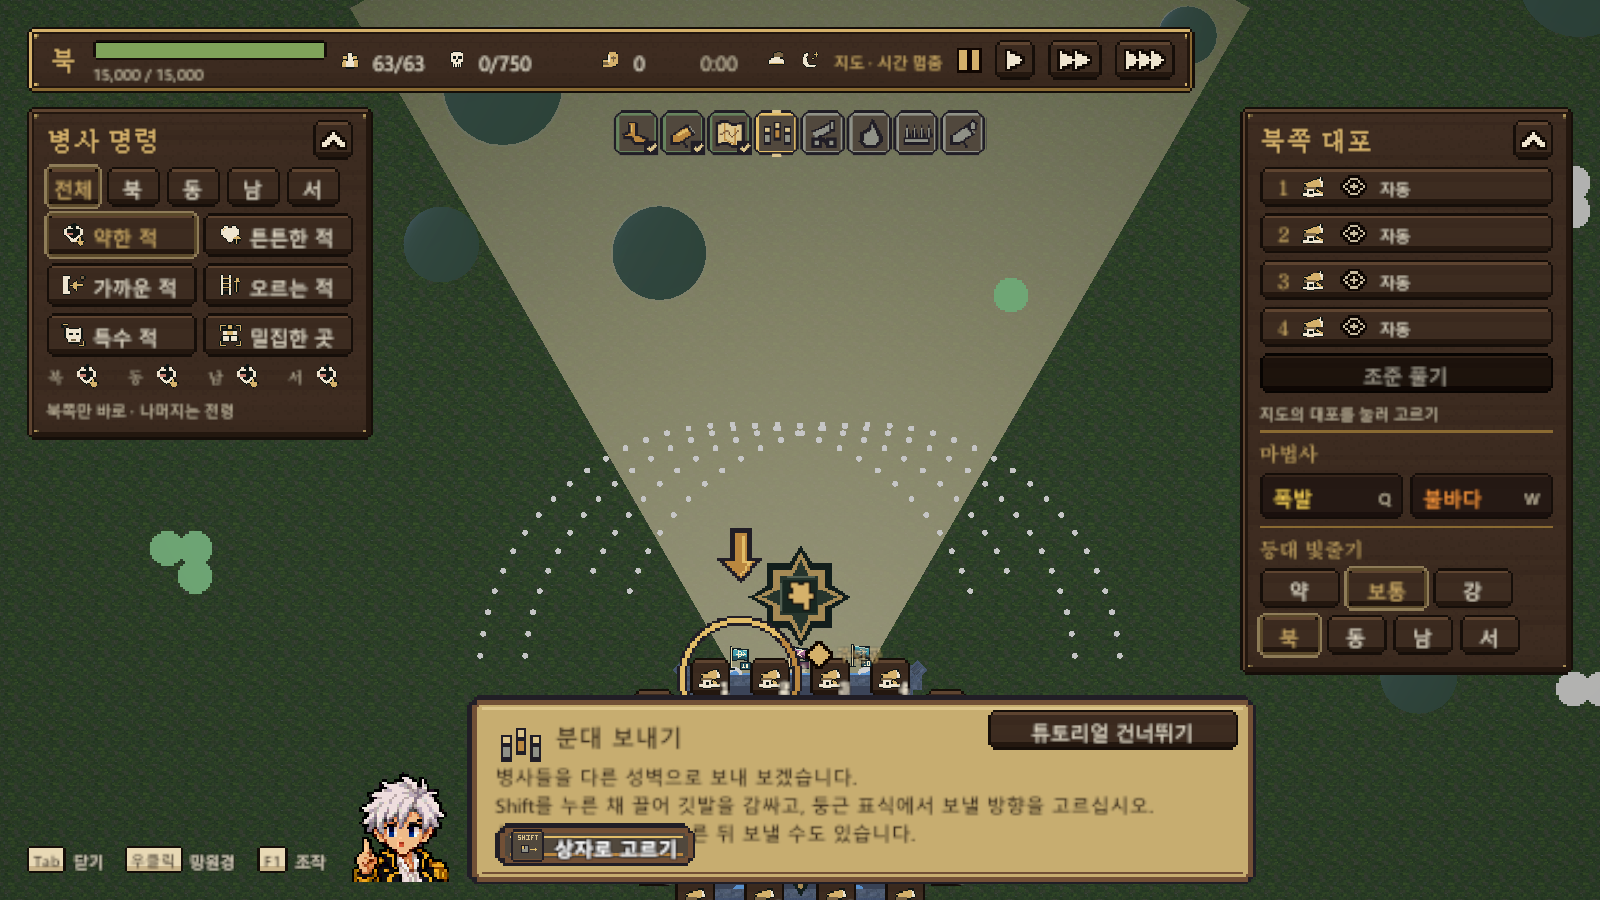 북
15,000 / 15,000
63/63
0/750
0
0:00
지도 · 시간 멈춤
병사 명령
전체 북 동 남 서
약한 적 튼튼한 적
가까운 적 오르는 적
특수 적 밀집한 곳
북 동 남 서
북쪽만 바로 · 나머지는 전령
북쪽 대포
1 자동
2 자동
3 자동
4 자동
조준 풀기
지도의 대포를 눌러 고르기
마법사
폭발 Q 불바다 W
등대 빛줄기
약 보통 강
북 동 남 서
분대 보내기
튜토리얼 건너뛰기
병사들을 다른 성벽으로 보내 보겠습니다.
Shift를 누른 채 끌어 깃발을 감싸고, 둥근 표식에서 보낼 방향을 고르십시오.
른 뒤 보낼 수도 있습니다.
SHIFT
상자로 고르기
Tab 닫기 우클릭 망원경 F1 조작